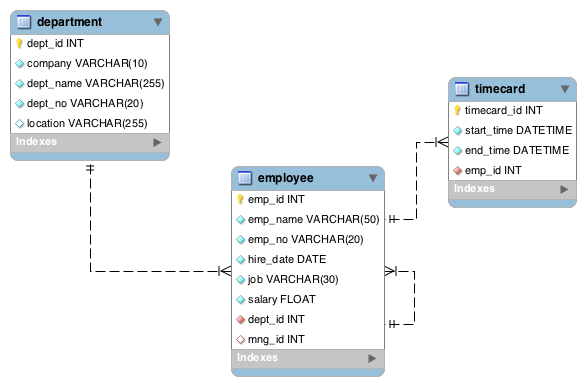 department
dept_id INT
company VARCHAR(10)
dept_name VARCHAR(255)
dept_no VARCHAR(20)
location VARCHAR(255)
Indexes
timecard
timecard_id INT
start_time DATETIME
end_time DATETIME
emp_id INT
Indexes
employee
emp_id INT
emp_name VARCHAR(50)
emp_no VARCHAR(20)
hire_date DATE
job VARCHAR(30)
salary FLOAT
dept_id INT
mng_id INT
Indexes